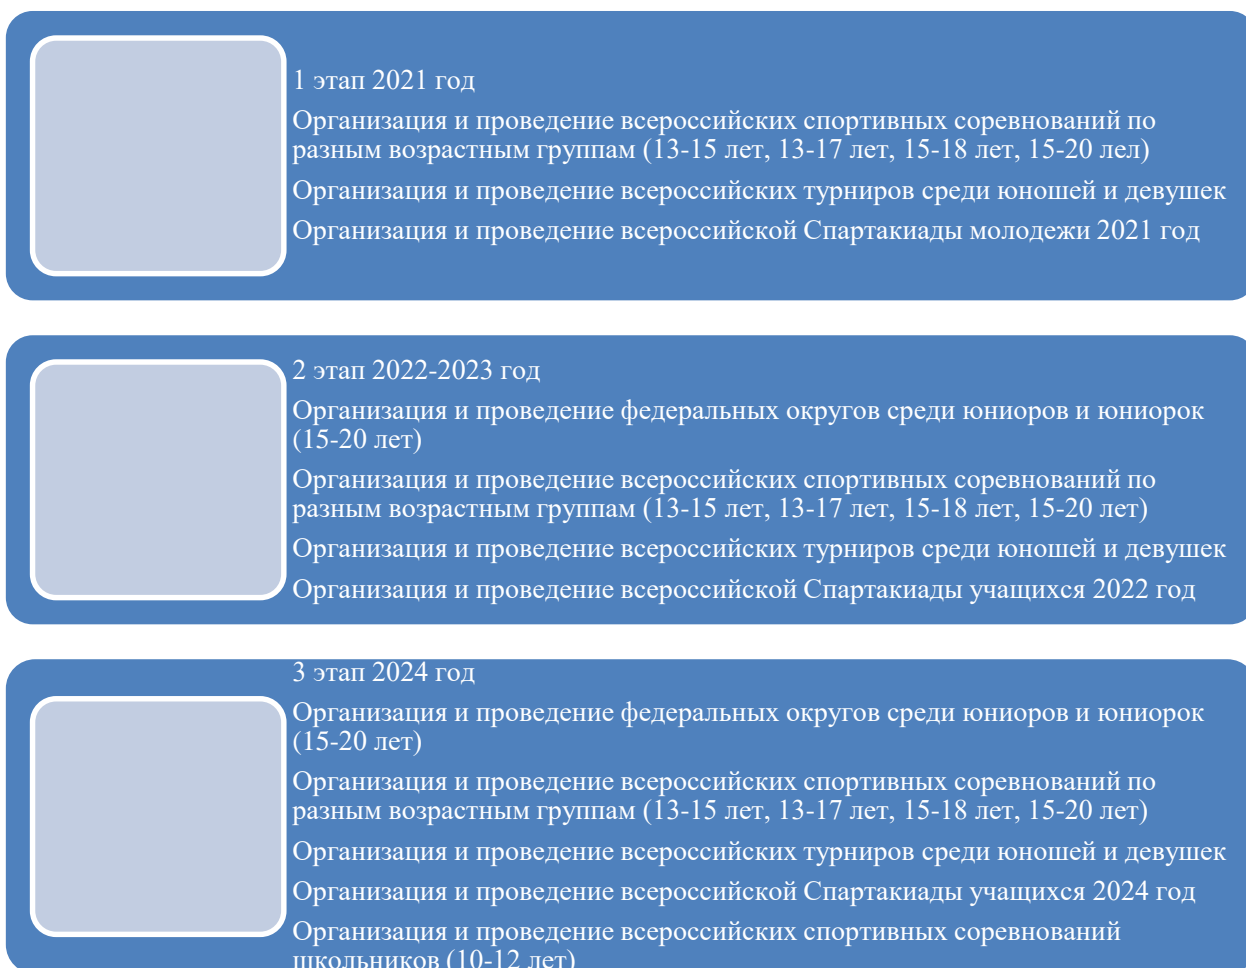 1 этап 2021 год
Организация и проведение всероссийских спортивных соревнований по
разным возрастным группам (13-15 лет, 13-17 лет, 15-18 лет, 15-20 лел)
Организация и проведение всероссийских турниров среди юношей и девушек
Организация и проведение всероссийской Спартакиады молодежи 2021 год
2 этап 2022-2023 год
Организация и проведение федеральных округов среди юниоров и юниорок
(15-20 лет)
Организация и проведение всероссийских спортивных соревнований по
разным возрастным группам (13-15 лет, 13-17 лет, 15-18 лет, 15-20 лет)
Организация и проведение всероссийских турниров среди юношей и девушек
Организация и проведение всероссийской Спартакиады учащихся 2022 год
3 этап 2024 год
Организация и проведение федеральных округов среди юниоров и юниорок
(15-20 лет)
Организация и проведение всероссийских спортивных соревнований по
разным возрастным группам (13-15 лет, 13-17 лет, 15-18 лет, 15-20 лет)
Организация и проведение всероссийских турниров среди юношей и девушек
Организация и проведение всероссийской Спартакиады учащихся 2024 год
Организация и проведение всероссийских спортивных соревнований
школьников (10-12 лет)